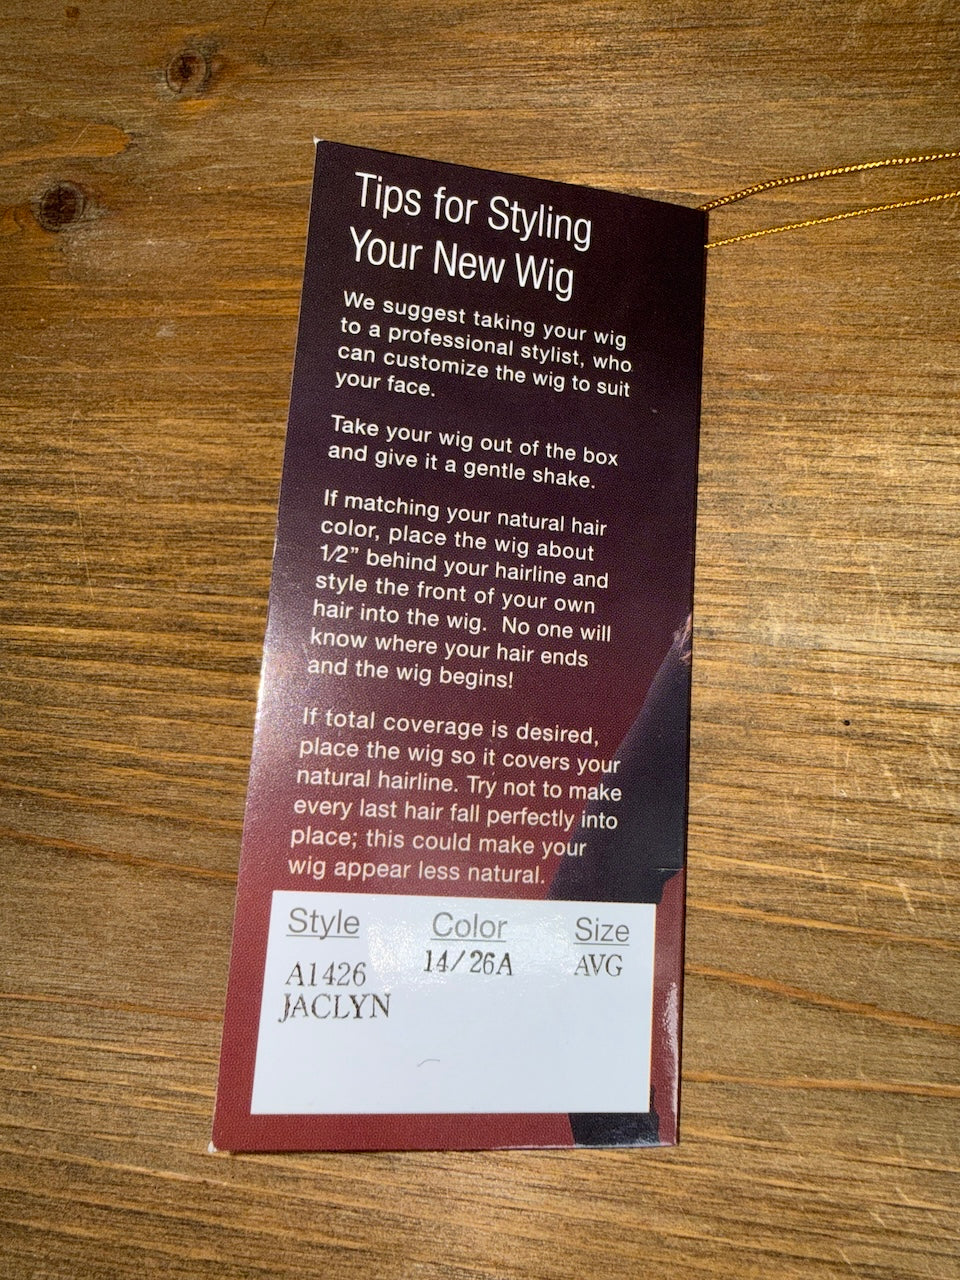 Tips for Styling
Your New Wig
We suggest taking your wig
to a professional stylist, who
can customize the wig to suit
your face.
Take your wig out of the box
and give it a gentle shake.
If matching your natural hair
color, place the wig about
1/2” behind your hairline and
style the front of your own
hair into the wig.  No one will
know where your hair ends
and the wig begins!
If total coverage is desired,
place the wig so it covers your
natural hairline. Try not to make
every last hair fall perfectly into
place; this could make your
wig appear less natural.
Style Color Size
A1426 14/26A AVG
JACLYN